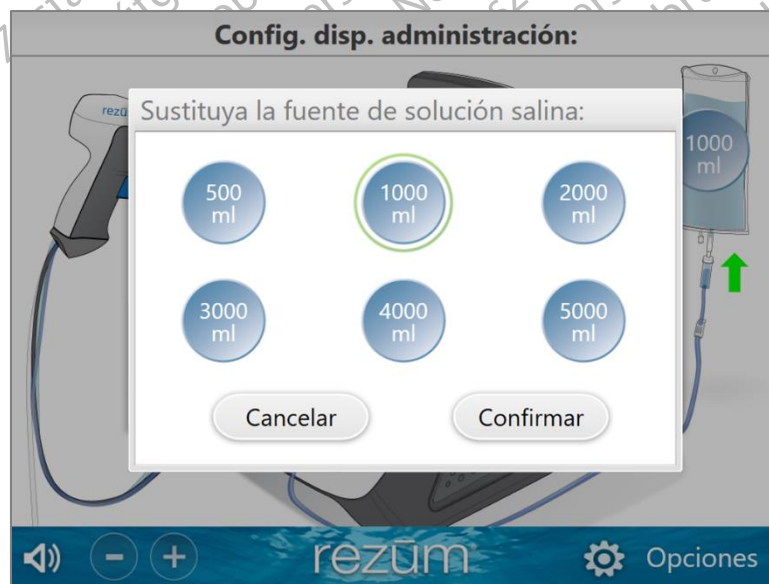 Config. disp. administración:
rezū
Sustituya la fuente de solución salina:
1000
ml
500
ml
1000
ml
2000
ml
3000
ml
4000
ml
5000
ml
Cancelar
Confirmar
rezūm
Opciones